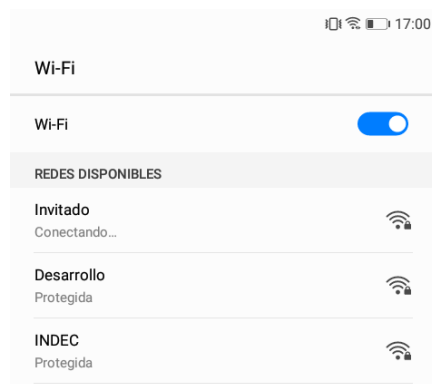 17:00
Wi-Fi
Wi-Fi
REDES DISPONIBLES
Invitado
Conectando...
Desarrollo
Protegida
INDEC
Protegida